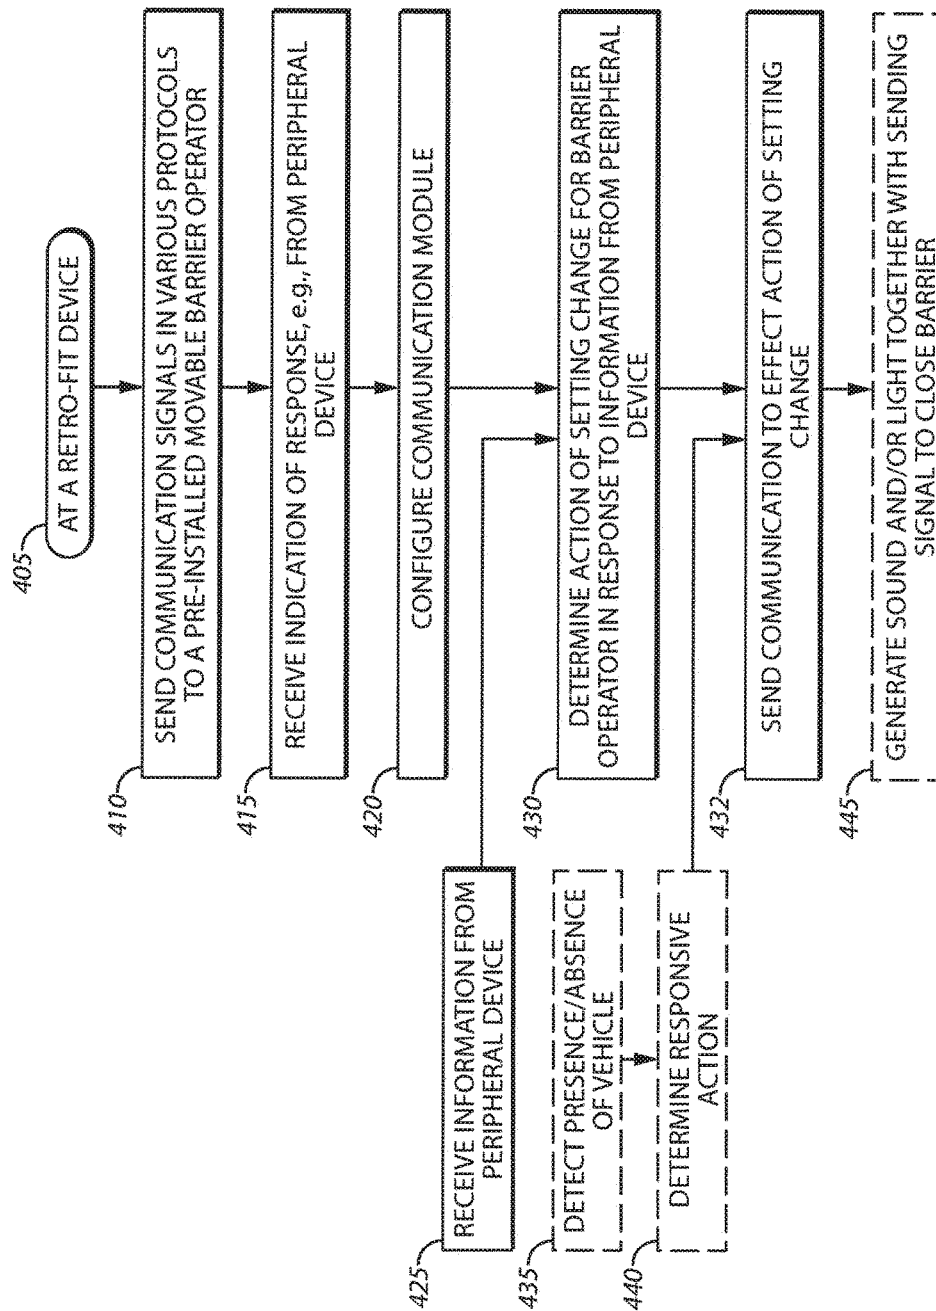 405
AT A RETRO-FIT DEVICE
410
SEND COMMUNICATION SIGNALS IN VARIOUS PROTOCOLS
TO A PRE-INSTALLED MOVABLE BARRIER OPERATOR
415
RECEIVE INDICATION OF RESPONSE, e.g., FROM PERIPHERAL
DEVICE
420
CONFIGURE COMMUNICATION MODULE
425
RECEIVE INFORMATION FROM
PERIPHERAL DEVICE
430
DETERMINE ACTION OF SETTING CHANGE FOR BARRIER
OPERATOR IN RESPONSE TO INFORMATION FROM PERIPHERAL
DEVICE
435
DETECT PRESENCE/ABSENCE
OF VEHICLE
440
DETERMINE RESPONSIVE
ACTION
432
SEND COMMUNICATION TO EFFECT ACTION OF SETTING
CHANGE
445
GENERATE SOUND AND/OR LIGHT TOGETHER WITH SENDING
SIGNAL TO CLOSE BARRIER